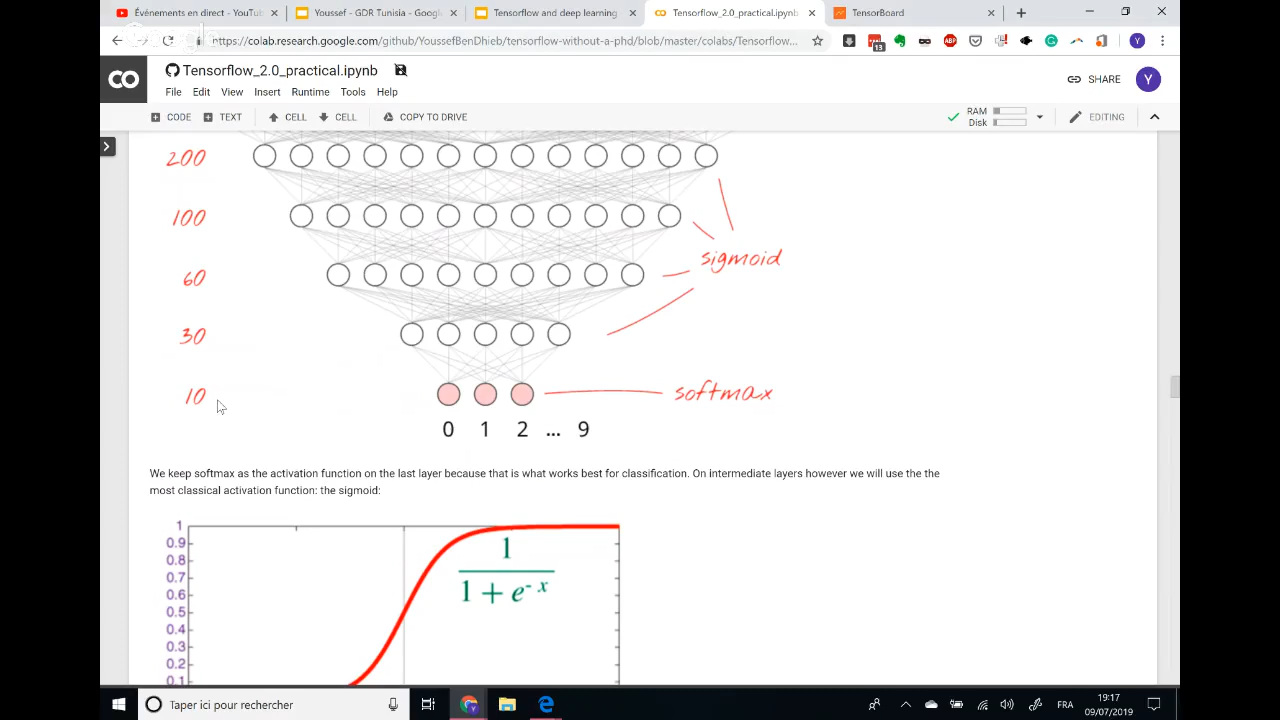 Événements en direct - YouTu
Youssef - GDR Tunisia - Google
Tensorflow and deep learning
Tensorflow_2.0_practical.ipynb
TensorBoard
https://colab.research.google.com/github/YoussefBenDhieb/tensorflow-without-a-phd/blob/master/colabs/Tensorflow...
13
ABP
Y
CO
Tensorflow_2.0_practical.ipynb
SHARE
Y
File Edit View Insert Runtime Tools Help
CODE TEXT CELL CELL COPY TO DRIVE
RAM
Disk
EDITING
200
100
sigmoid
60
30
10
softmax
0 1 2 ... 9
We keep softmax as the activation function on the last layer because that is what works best for classification. On intermediate layers however we will use the the
most classical activation function: the sigmoid:
1
0.9
0.8
0.7
0.6
0.5
0.4
0.3
0.2
0.1
1
1 + e^{-x}
Taper ici pour rechercher
FRA
19:17
09/07/2019